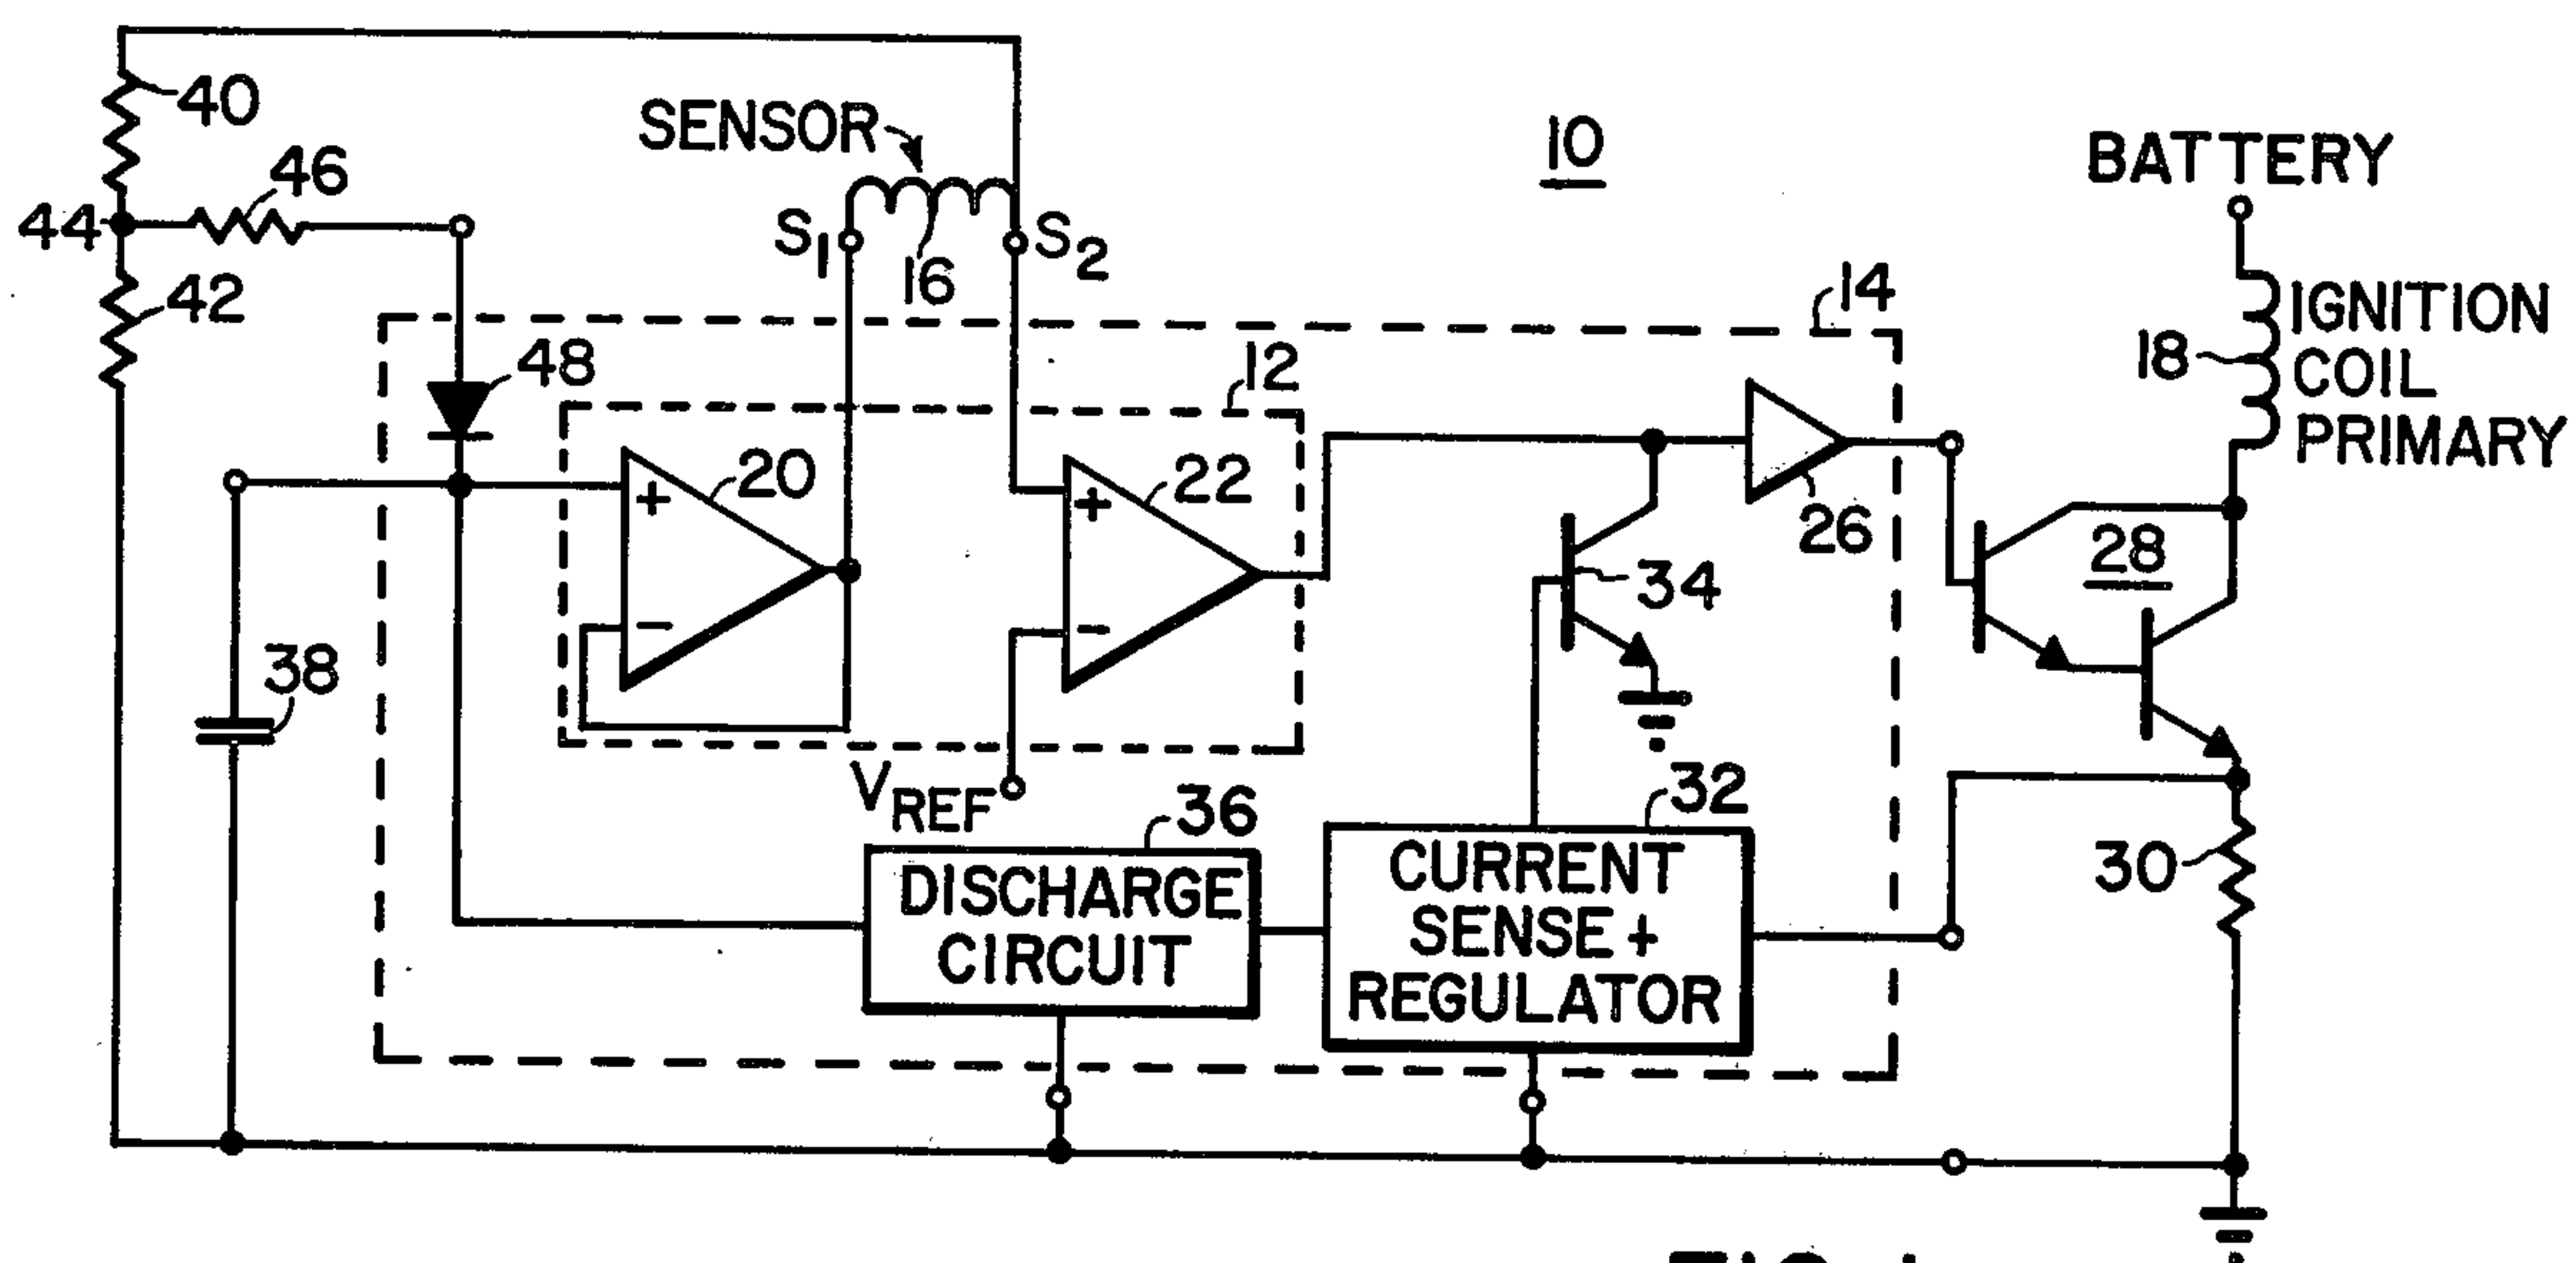 40
SENSOR
10
BATTERY
46
44
S1
16
S2
42
14
IGNITION
COIL
PRIMARY
18
48
12
+
20
+
22
26
28
34
−
−
38
VREF
36
32
30
DISCHARGE
CIRCUIT
CURRENT
SENSE +
REGULATOR